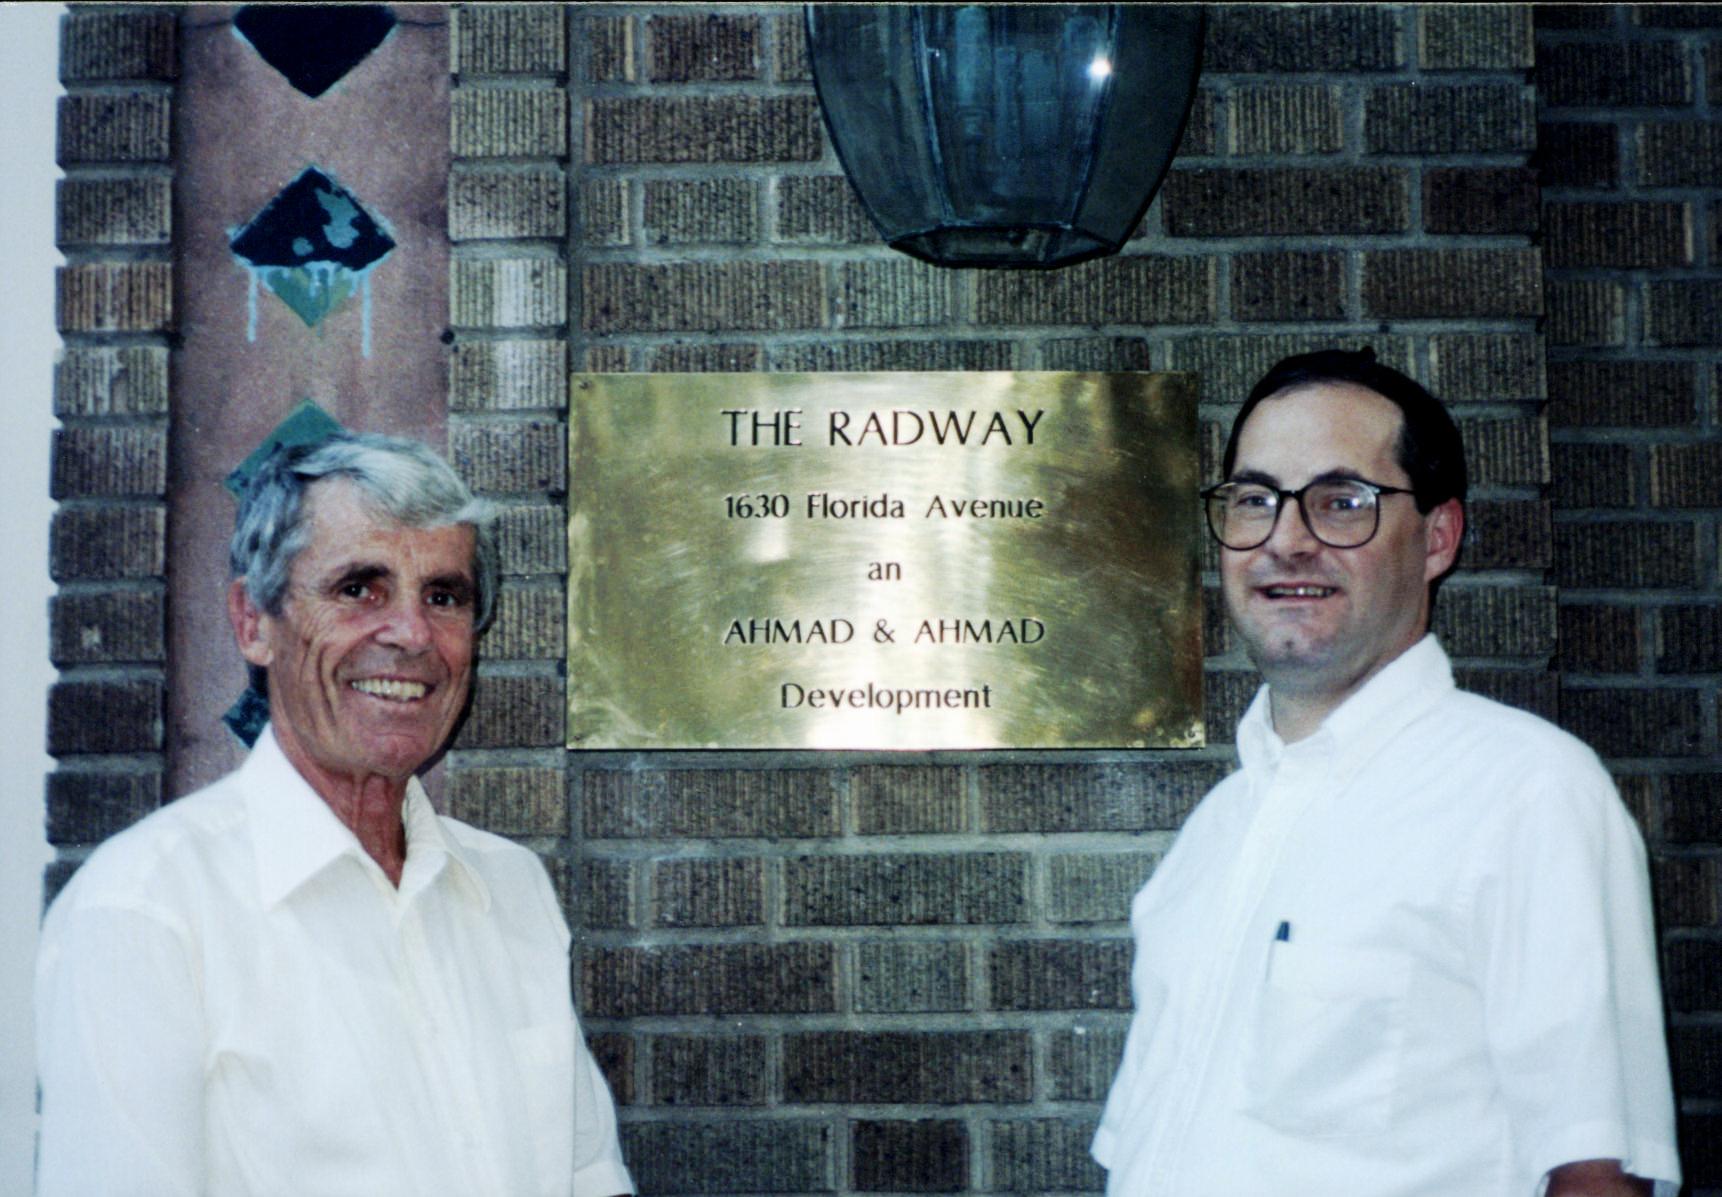 THE RADWAY
1630 Florida Avenue
an
AHMAD & AHMAD
Development